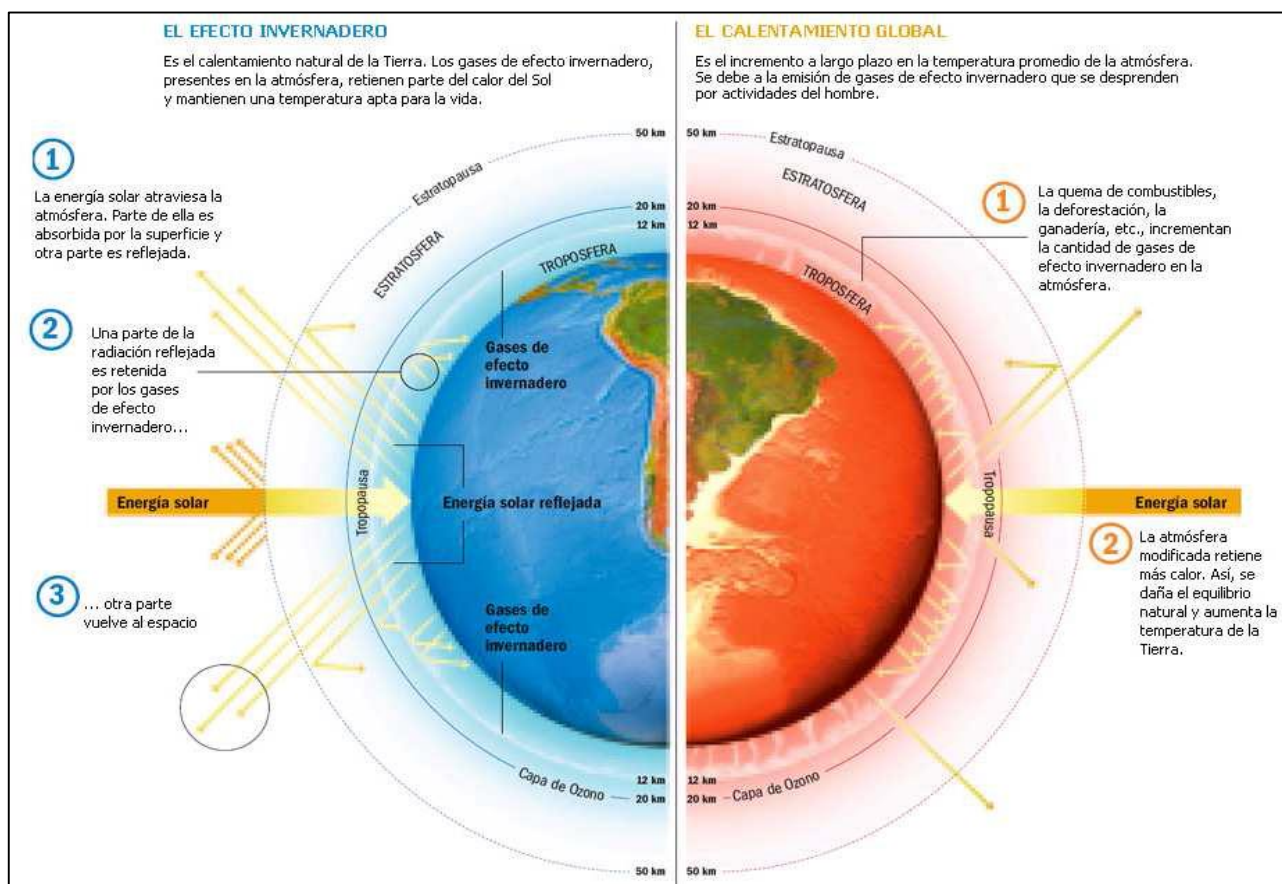 EL EFECTO INVERNADERO
Es el calentamiento natural de la Tierra. Los gases de efecto invernadero,
presentes en la atmósfera, retienen parte del calor del Sol
y mantienen una temperatura apta para la vida.
1
La energía solar atraviesa la
atmósfera. Parte de ella es
absorbida por la superficie y
otra parte es reflejada.
2
Una parte de la
radiación reflejada
es retenida
por los gases
de efecto
invernadero...
Energía solar
3
... otra parte
vuelve al espacio
50 km
Estratopausa
20 km
12 km
ESTRATOSFERA
TROPOSFERA
Gases de
efecto
invernadero
Tropopausa
Energía solar reflejada
Gases de
efecto
invernadero
Capa de Ozono
12 km
20 km
50 km
EL CALENTAMIENTO GLOBAL
Es el incremento a largo plazo en la temperatura promedio de la atmósfera.
Se debe a la emisión de gases de efecto invernadero que se desprenden
por actividades del hombre.
50 km
Estratopausa
ESTRATOSFERA
20 km
12 km
TROPOSFERA
1
La quema de combustibles,
la deforestación, la
ganadería, etc., incrementan
la cantidad de gases de
efecto invernadero en la
atmósfera.
Tropopausa
Energía solar
2
La atmósfera
modificada retiene
más calor. Así, se
daña el equilibrio
natural y aumenta la
temperatura de la
Tierra.
12 km
20 km
Capa de Ozono
50 km